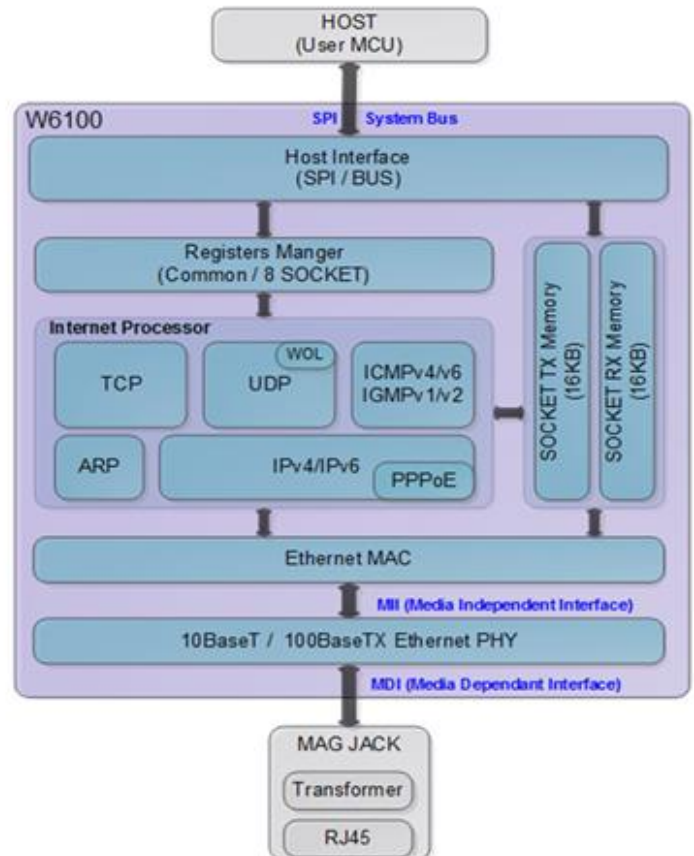 HOST
(User MCU)
W6100
SPI System Bus
Host Interface
(SPI / BUS)
Registers Manger
(Common / 8 SOCKET)
Internet Processor
TCP
UDP
WOL
ICMPv4/v6
IGMPv1/v2
ARP
IPv4/IPv6
PPPoE
SOCKET TX Memory
(16KB)
SOCKET RX Memory
(16KB)
Ethernet MAC
MII (Media Independent Interface)
10BaseT / 100BaseTX Ethernet PHY
MDI (Media Dependant Interface)
MAG JACK
Transformer
RJ45